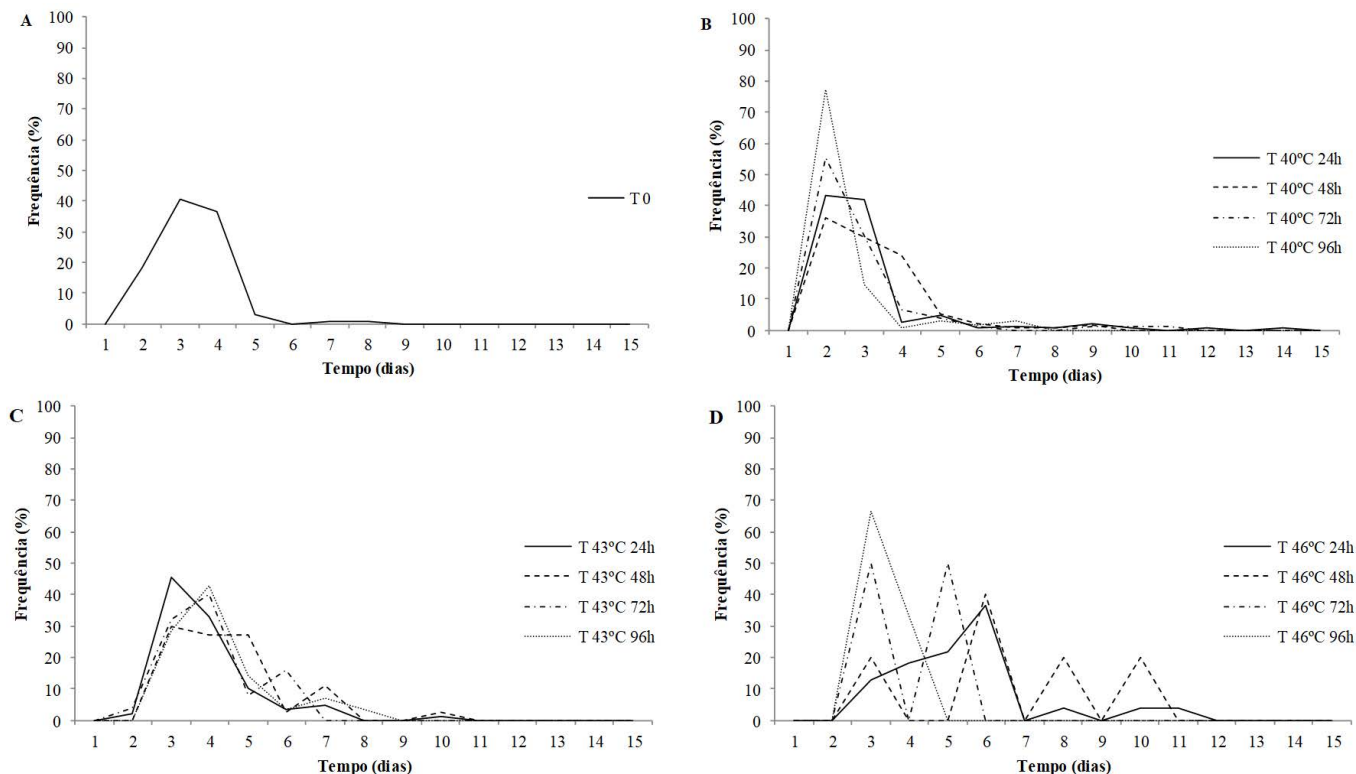 A
100
90
80
70
60
50
40
30
20
10
0
Frequência (%)
1 2 3 4 5 6 7 8 9 10 11 12 13 14 15
Tempo (dias)
T 0
B
100
90
80
70
60
50
40
30
20
10
0
Frequência (%)
1 2 3 4 5 6 7 8 9 10 11 12 13 14 15
Tempo (dias)
T 40ºC 24h
T 40ºC 48h
T 40ºC 72h
T 40ºC 96h
C
100
90
80
70
60
50
40
30
20
10
0
Frequência (%)
1 2 3 4 5 6 7 8 9 10 11 12 13 14 15
Tempo (dias)
T 43ºC 24h
T 43ºC 48h
T 43ºC 72h
T 43ºC 96h
D
100
90
80
70
60
50
40
30
20
10
0
Frequência (%)
1 2 3 4 5 6 7 8 9 10 11 12 13 14 15
Tempo (dias)
T 46ºC 24h
T 46ºC 48h
T 46ºC 72h
T 46ºC 96h